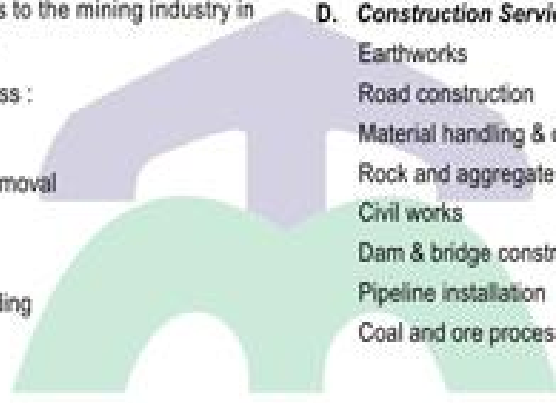 s to the mining industry in
ss :
moval
ling
D. Construction Servic
Earthworks
Road construction
Material handling &
Rock and aggregate
Civil works
Dam & bridge constr
Pipeline installation
Coal and ore proces